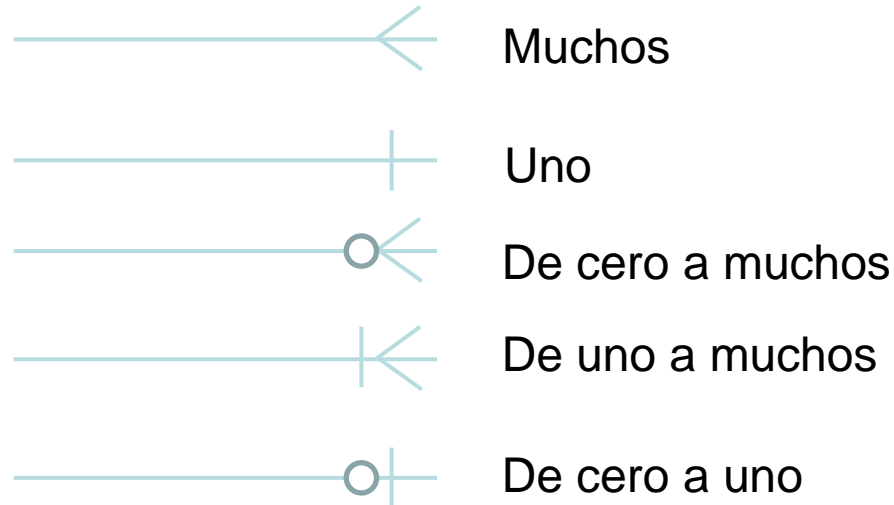 Muchos
Uno
De cero a muchos
De uno a muchos
De cero a uno